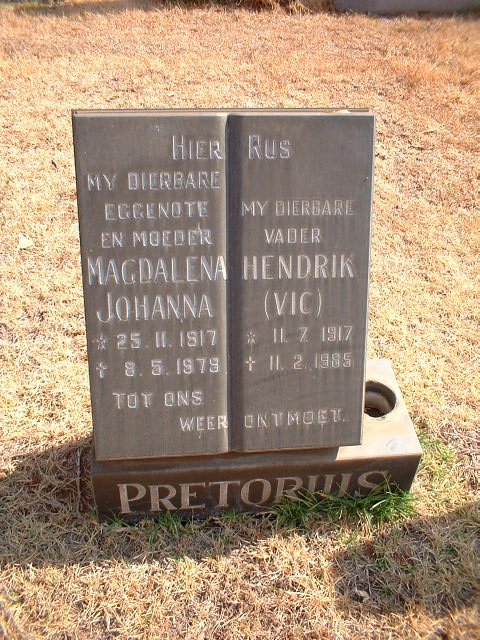 HIER RUS
MY DIERBARE
EGGENOTE
EN MOEDER
MAGDALENA
JOHANNA
* 25.11.1917
† 8.5.1979
MY DIERBARE
VADER
HENDRIK
(VIC)
* 11.7.1917
† 11.2.1985
TOT ONS
WEER ONTMOET.
PRETORIUS